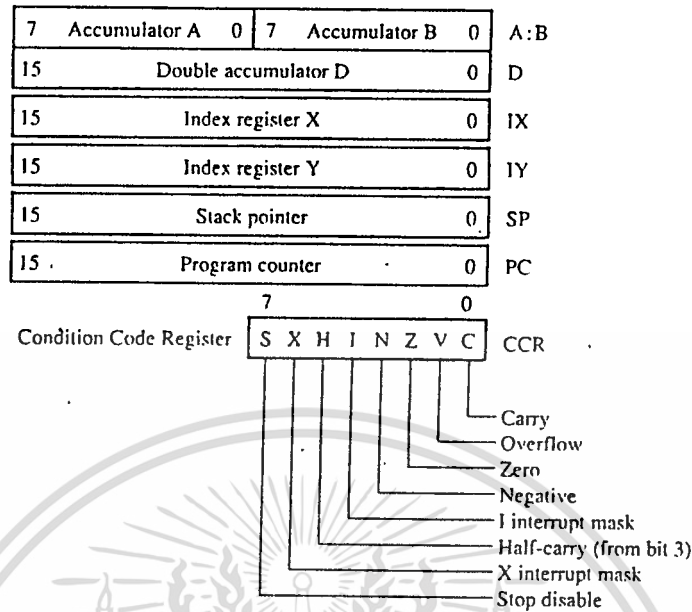 7 Accumulator A 0 7 Accumulator B 0 A:B
15 Double accumulator D 0 D
15 Index register X 0 IX
15 Index register Y 0 IY
15 Stack pointer 0 SP
15 Program counter 0 PC
7 0
Condition Code Register S X H I N Z V C CCR
Carry
Overflow
Zero
Negative
I interrupt mask
Half-carry (from bit 3)
X interrupt mask
Stop disable